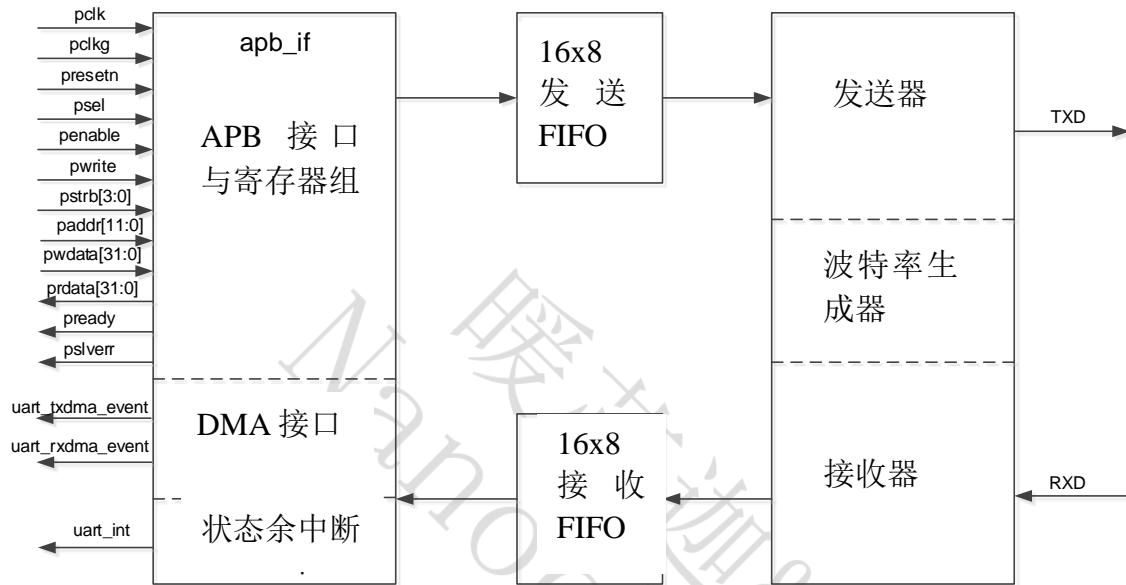 pclk
pclkg
presetn
psel
penable
pwrite
pstrb[3:0]
paddr[11:0]
pwdata[31:0]
prdata[31:0]
pready
pslverr
uart_txdma_event
uart_rxdma_event
uart_int
apb_if
APB 接口
与寄存器组
DMA 接口
状态余中断
16x8
发 送
FIFO
16x8
接 收
FIFO
发送器
波特率生
成器
接收器
TXD
RXD